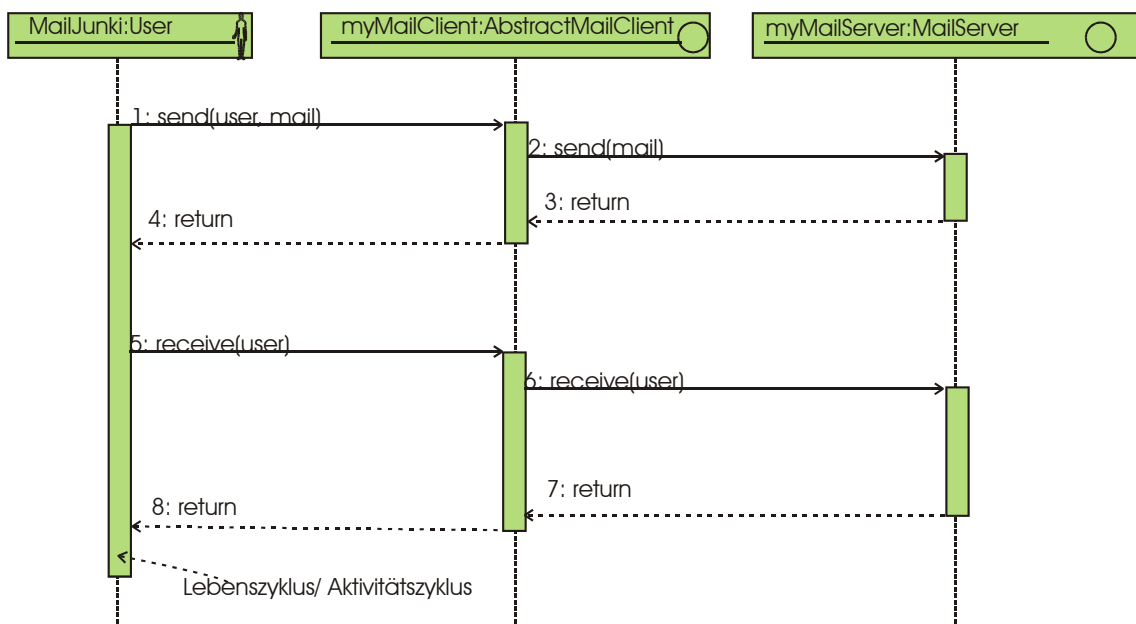 MailJunki:User
myMailClient:AbstractMailClient
myMailServer:MailServer
1: send(user, mail)
2: send(mail)
3: return
4: return
5: receive(user)
6: receive(user)
7: return
8: return
Lebenszyklus/ Aktivitätszyklus